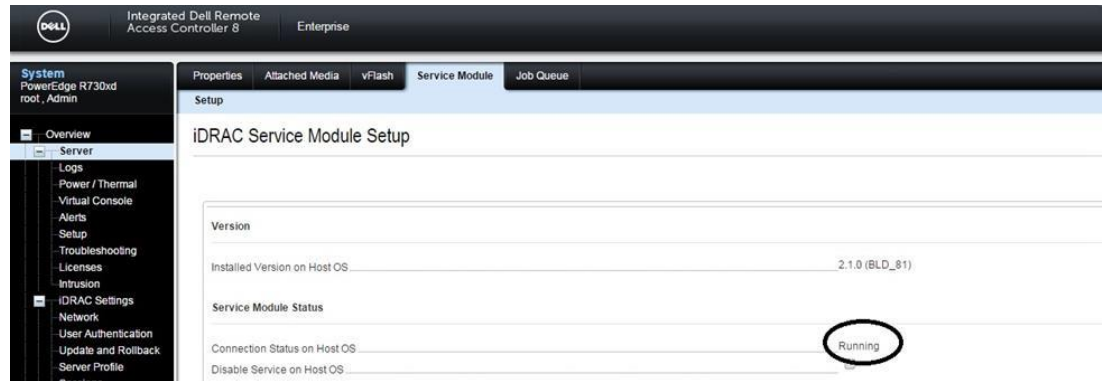 DELL
Integrated Dell Remote
Access Controller 8
Enterprise
System
PowerEdge R730xd
root , Admin
Properties Attached Media vFlash Service Module Job Queue
Setup
Overview
Server
Logs
Power / Thermal
Virtual Console
Alerts
Setup
Troubleshooting
Licenses
Intrusion
iDRAC Settings
Network
User Authentication
Update and Rollback
Server Profile
iDRAC Service Module Setup
Version
Installed Version on Host OS 2.1.0 (BLD_81)
Service Module Status
Connection Status on Host OS Running
Disable Service on Host OS